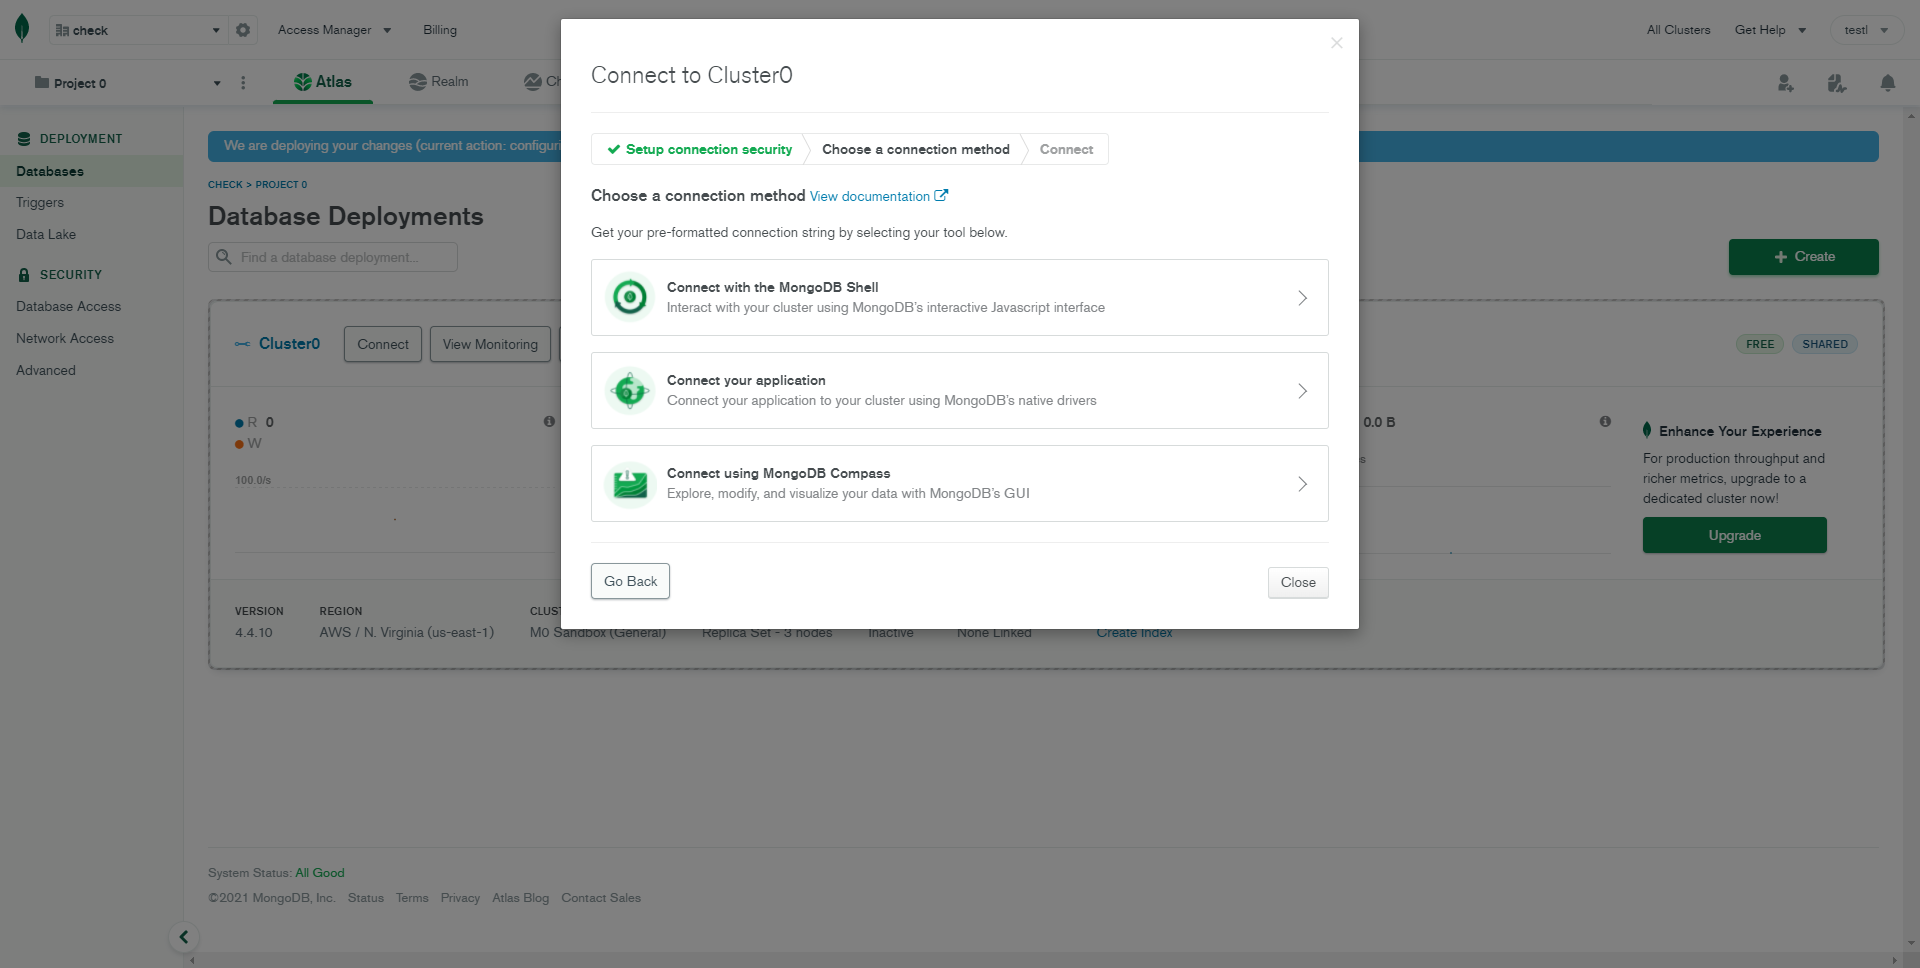 check
Access Manager
Billing
All Clusters
Get Help
testl
Project 0
Atlas
Realm
Ch
DEPLOYMENT
Databases
Triggers
Data Lake
SECURITY
Database Access
Network Access
Advanced
We are deploying your changes (current action: configuri
CHECK > PROJECT 0
Database Deployments
Find a database deployment...
Create
Cluster0
Connect
View Monitoring
FREE
SHARED
R 0
W
100.0/s
0.0 B
s
Enhance Your Experience
For production throughput and
richer metrics, upgrade to a
dedicated cluster now!
Upgrade
VERSION
REGION
CLUST
4.4.10
AWS / N. Virginia (us-east-1)
M0 Sandbox (General)
Replica Set - 3 nodes
Inactive
None Linked
Create Index
System Status: All Good
©2021 MongoDB, Inc.
Status
Terms
Privacy
Atlas Blog
Contact Sales
Connect to Cluster0
Setup connection security
Choose a connection method
Connect
Choose a connection method View documentation
Get your pre-formatted connection string by selecting your tool below.
Connect with the MongoDB Shell
Interact with your cluster using MongoDB's interactive Javascript interface
Connect your application
Connect your application to your cluster using MongoDB's native drivers
Connect using MongoDB Compass
Explore, modify, and visualize your data with MongoDB's GUI
Go Back
Close